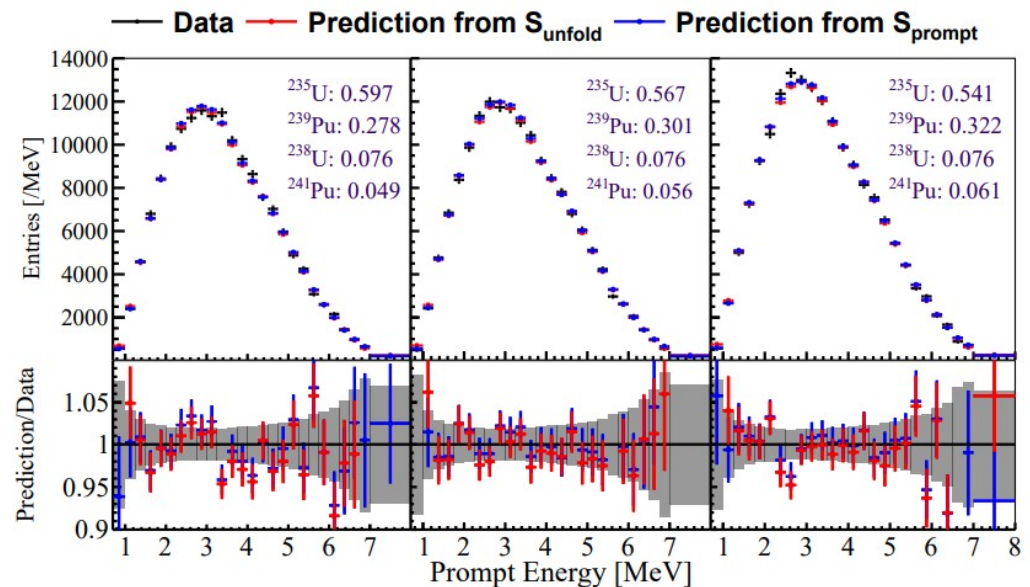 Data Prediction from S_unfold Prediction from S_prompt
14000
12000
10000
8000
6000
4000
2000
Entries [/MeV]
²³⁵U: 0.597
²³⁹Pu: 0.278
²³⁸U: 0.076
²⁴¹Pu: 0.049
²³⁵U: 0.567
²³⁹Pu: 0.301
²³⁸U: 0.076
²⁴¹Pu: 0.056
²³⁵U: 0.541
²³⁹Pu: 0.322
²³⁸U: 0.076
²⁴¹Pu: 0.061
1.05
1
0.95
0.9
Prediction/Data
1 2 3 4 5 6 7 1 2 3 4 5 6 7 1 2 3 4 5 6 7 8
Prompt Energy [MeV]